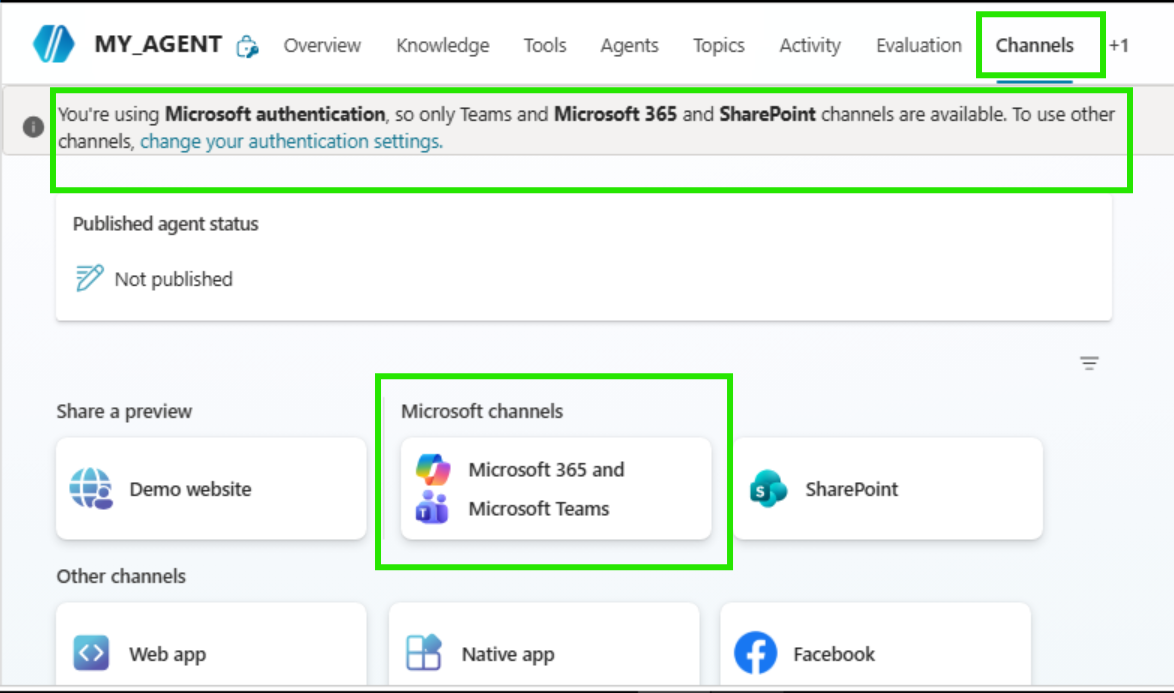 MY_AGENT Overview Knowledge Tools Agents Topics Activity Evaluation Channels +1
You're using Microsoft authentication, so only Teams and Microsoft 365 and SharePoint channels are available. To use other
channels, change your authentication settings.
Published agent status
Not published
Share a preview
Microsoft channels
Demo website
Microsoft 365 and
Microsoft Teams
SharePoint
Other channels
Web app
Native app
Facebook